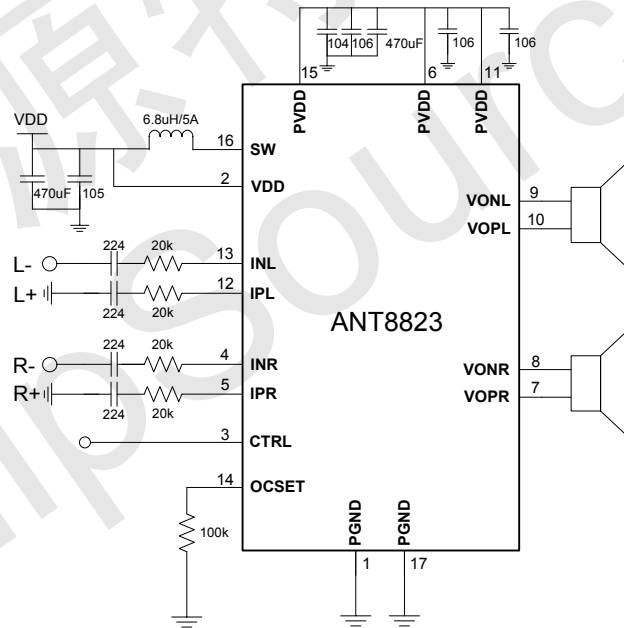 104 106 470uF 106 106
15 6 11
PVDD PVDD PVDD
VDD
6.8uH/5A
16 SW
470uF 105
2 VDD
VONL 9
VOPL 10
224 20k
L- 13 INL
L+ 12 IPL
224 20k
ANT8823
224 20k
R- 4 INR
R+ 5 IPR
224 20k
VONR 8
VOPR 7
3 CTRL
14 OCSET
100k
PGND PGND
1 17
源
ipSourc